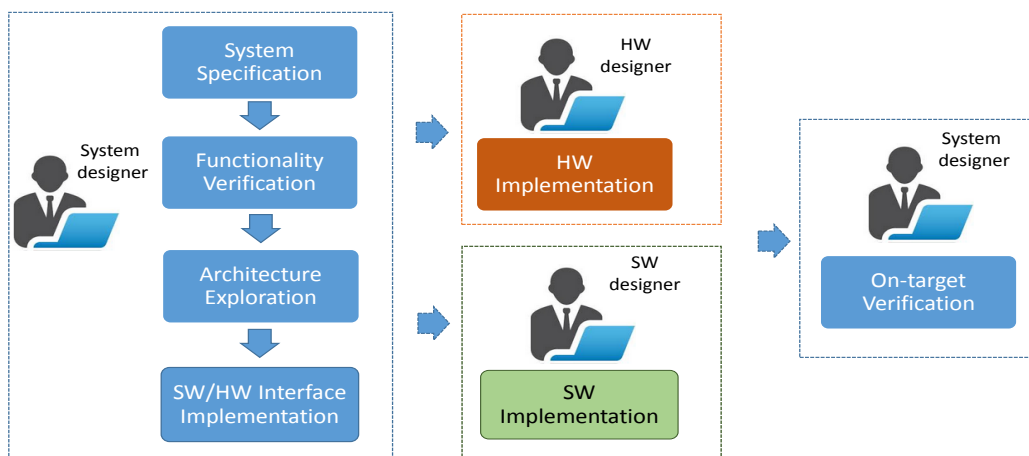 System
designer
System
Specification
Functionality
Verification
Architecture
Exploration
SW/HW Interface
Implementation
HW
designer
HW
Implementation
SW
designer
SW
Implementation
System
designer
On-target
Verification